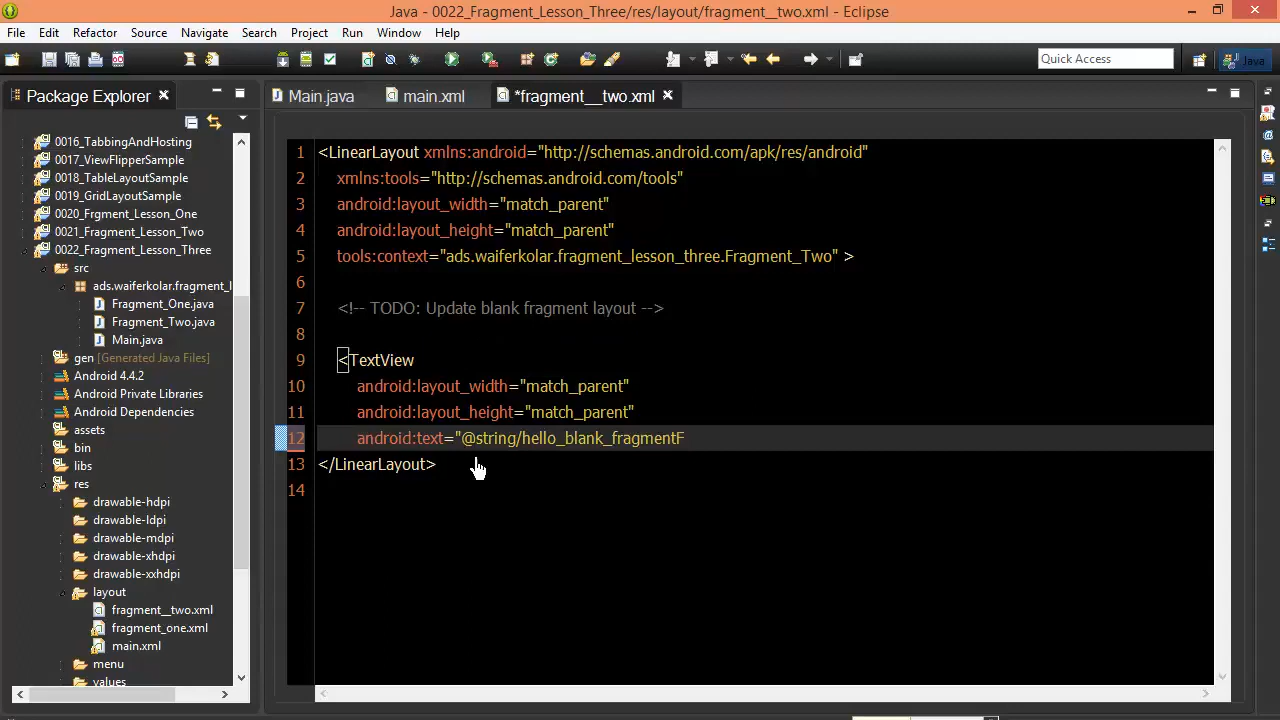 Java - 0022_Fragment_Lesson_Three/res/layout/fragment__two.xml - Eclipse
File Edit Refactor Source Navigate Search Project Run Window Help
Quick Access
Java
Package Explorer
Main.java
main.xml
*fragment__two.xml
0016_TabbingAndHosting
0017_ViewFlipperSample
0018_TableLayoutSample
0019_GridLayoutSample
0020_Frgment_Lesson_One
0021_Fragment_Lesson_Two
0022_Fragment_Lesson_Three
src
ads.waiferkolar.fragment_l
Fragment_One.java
Fragment_Two.java
Main.java
gen [Generated Java Files]
Android 4.4.2
Android Private Libraries
Android Dependencies
assets
bin
libs
res
drawable-hdpi
drawable-ldpi
drawable-mdpi
drawable-xhdpi
drawable-xxhdpi
layout
fragment__two.xml
fragment_one.xml
main.xml
menu
values
1 <LinearLayout xmlns:android="http://schemas.android.com/apk/res/android"
2 xmlns:tools="http://schemas.android.com/tools"
3 android:layout_width="match_parent"
4 android:layout_height="match_parent"
5 tools:context="ads.waiferkolar.fragment_lesson_three.Fragment_Two" >
6
7 <!-- TODO: Update blank fragment layout -->
8
9 <TextView
10 android:layout_width="match_parent"
11 android:layout_height="match_parent"
12 android:text="@string/hello_blank_fragmentF
13 </LinearLayout>
14